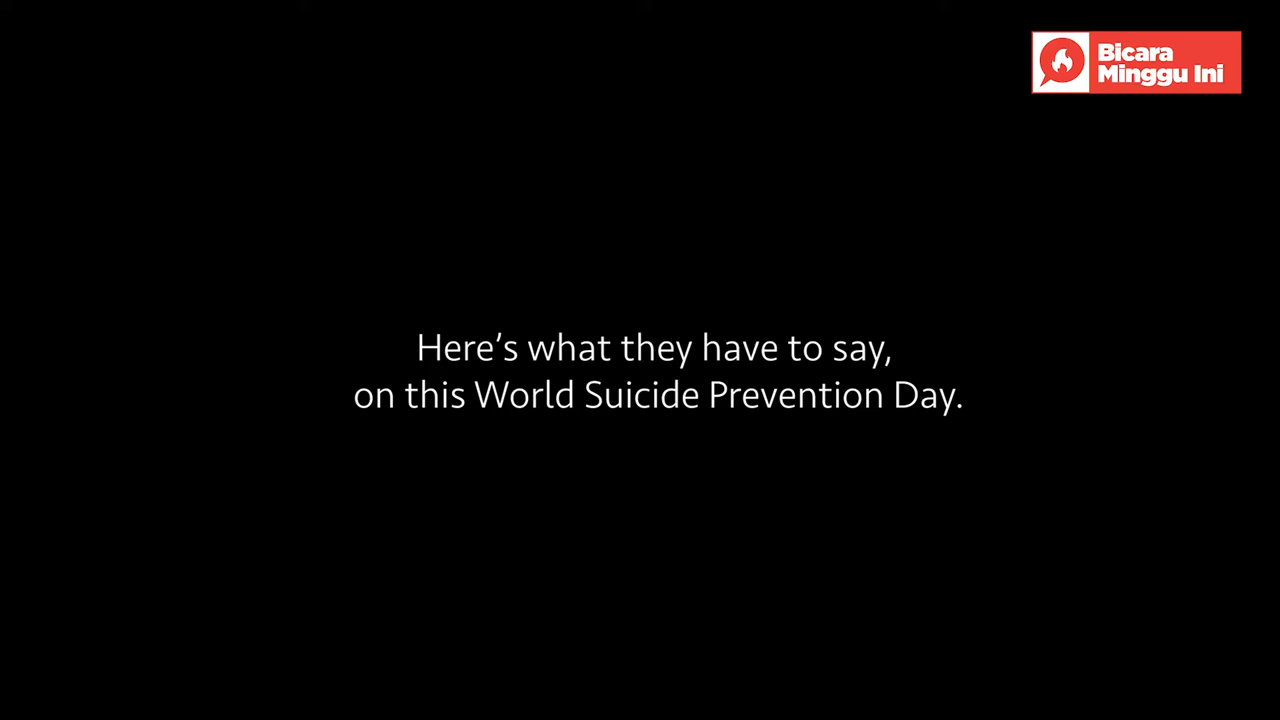 Bicara
Minggu Ini
Here's what they have to say,
on this World Suicide Prevention Day.